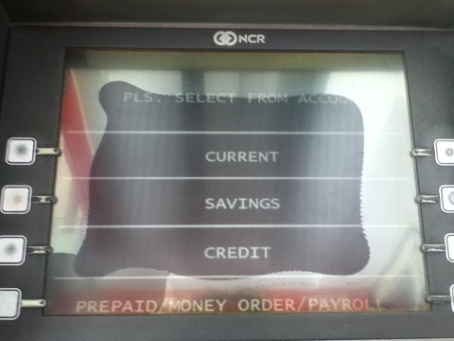 NCR
PLS. SELECT FROM ACCOU
CURRENT
SAVINGS
CREDIT
PREPAID/MONEY ORDER/PAYROLL